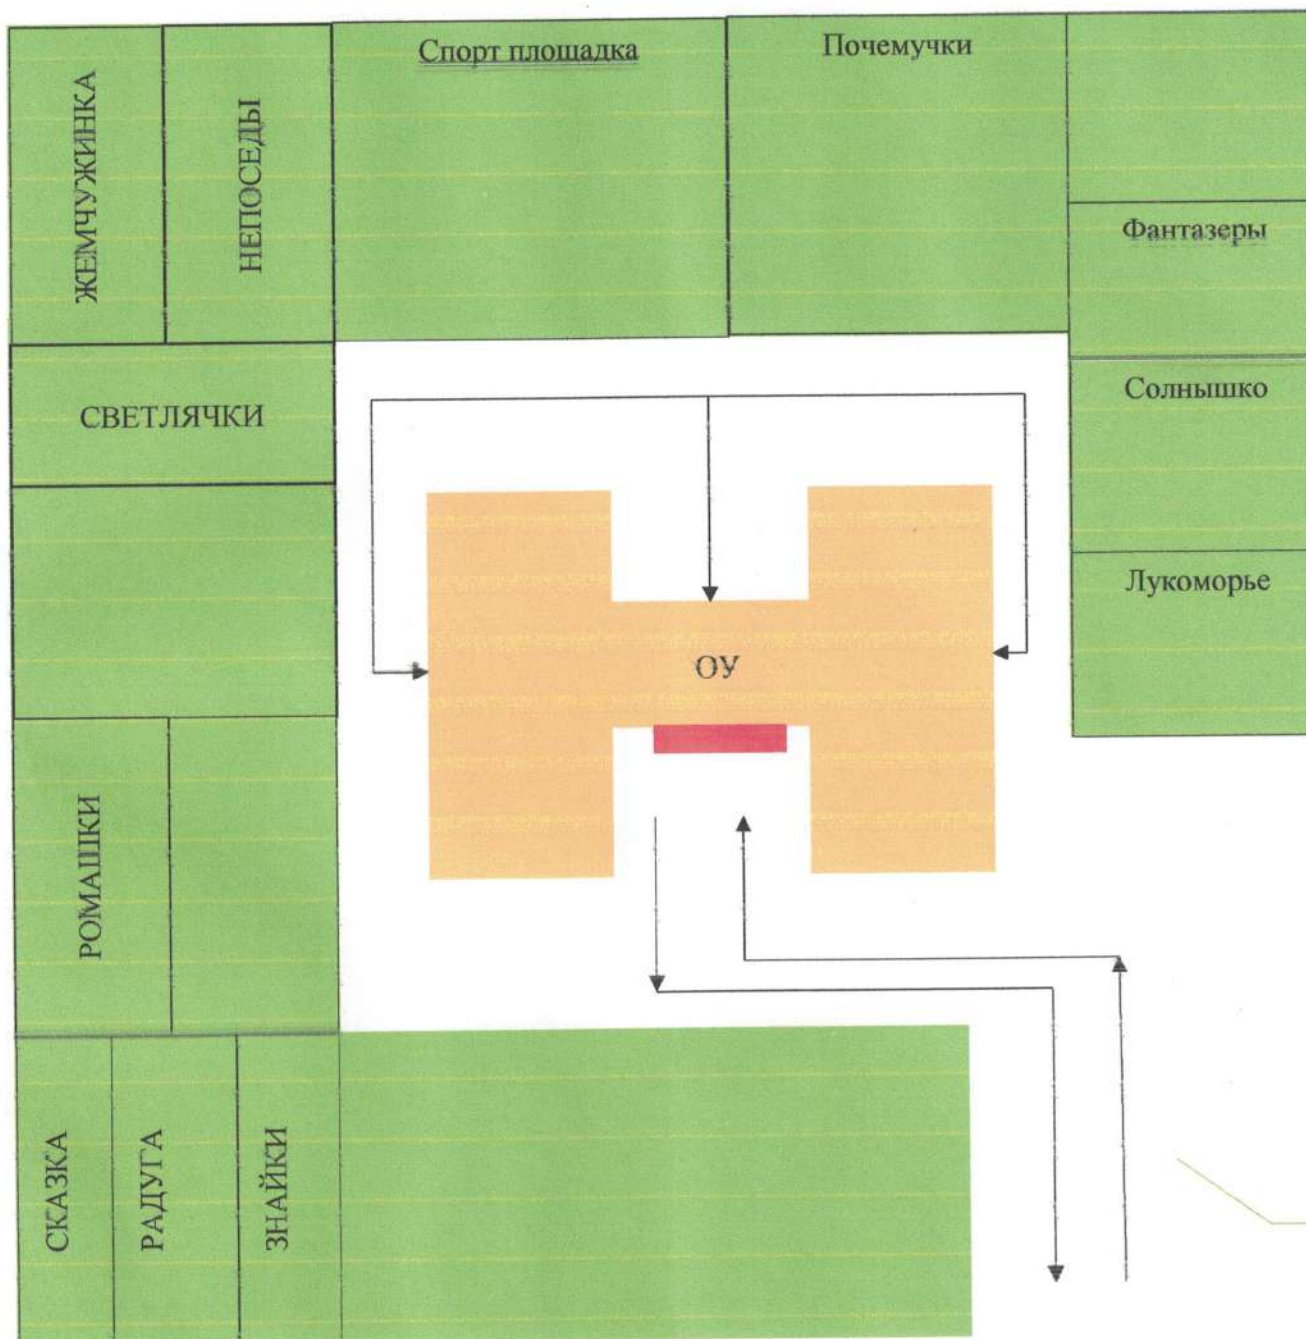 ЖЕМЧУЖИНКА
НЕПОСЕДЫ
Спорт площадка
Почемучки
Фантазеры
СВЕТЛЯЧКИ
Солнышко
Лукоморье
ОУ
РОМАШКИ
СКАЗКА
РАДУГА
ЗНАЙКИ